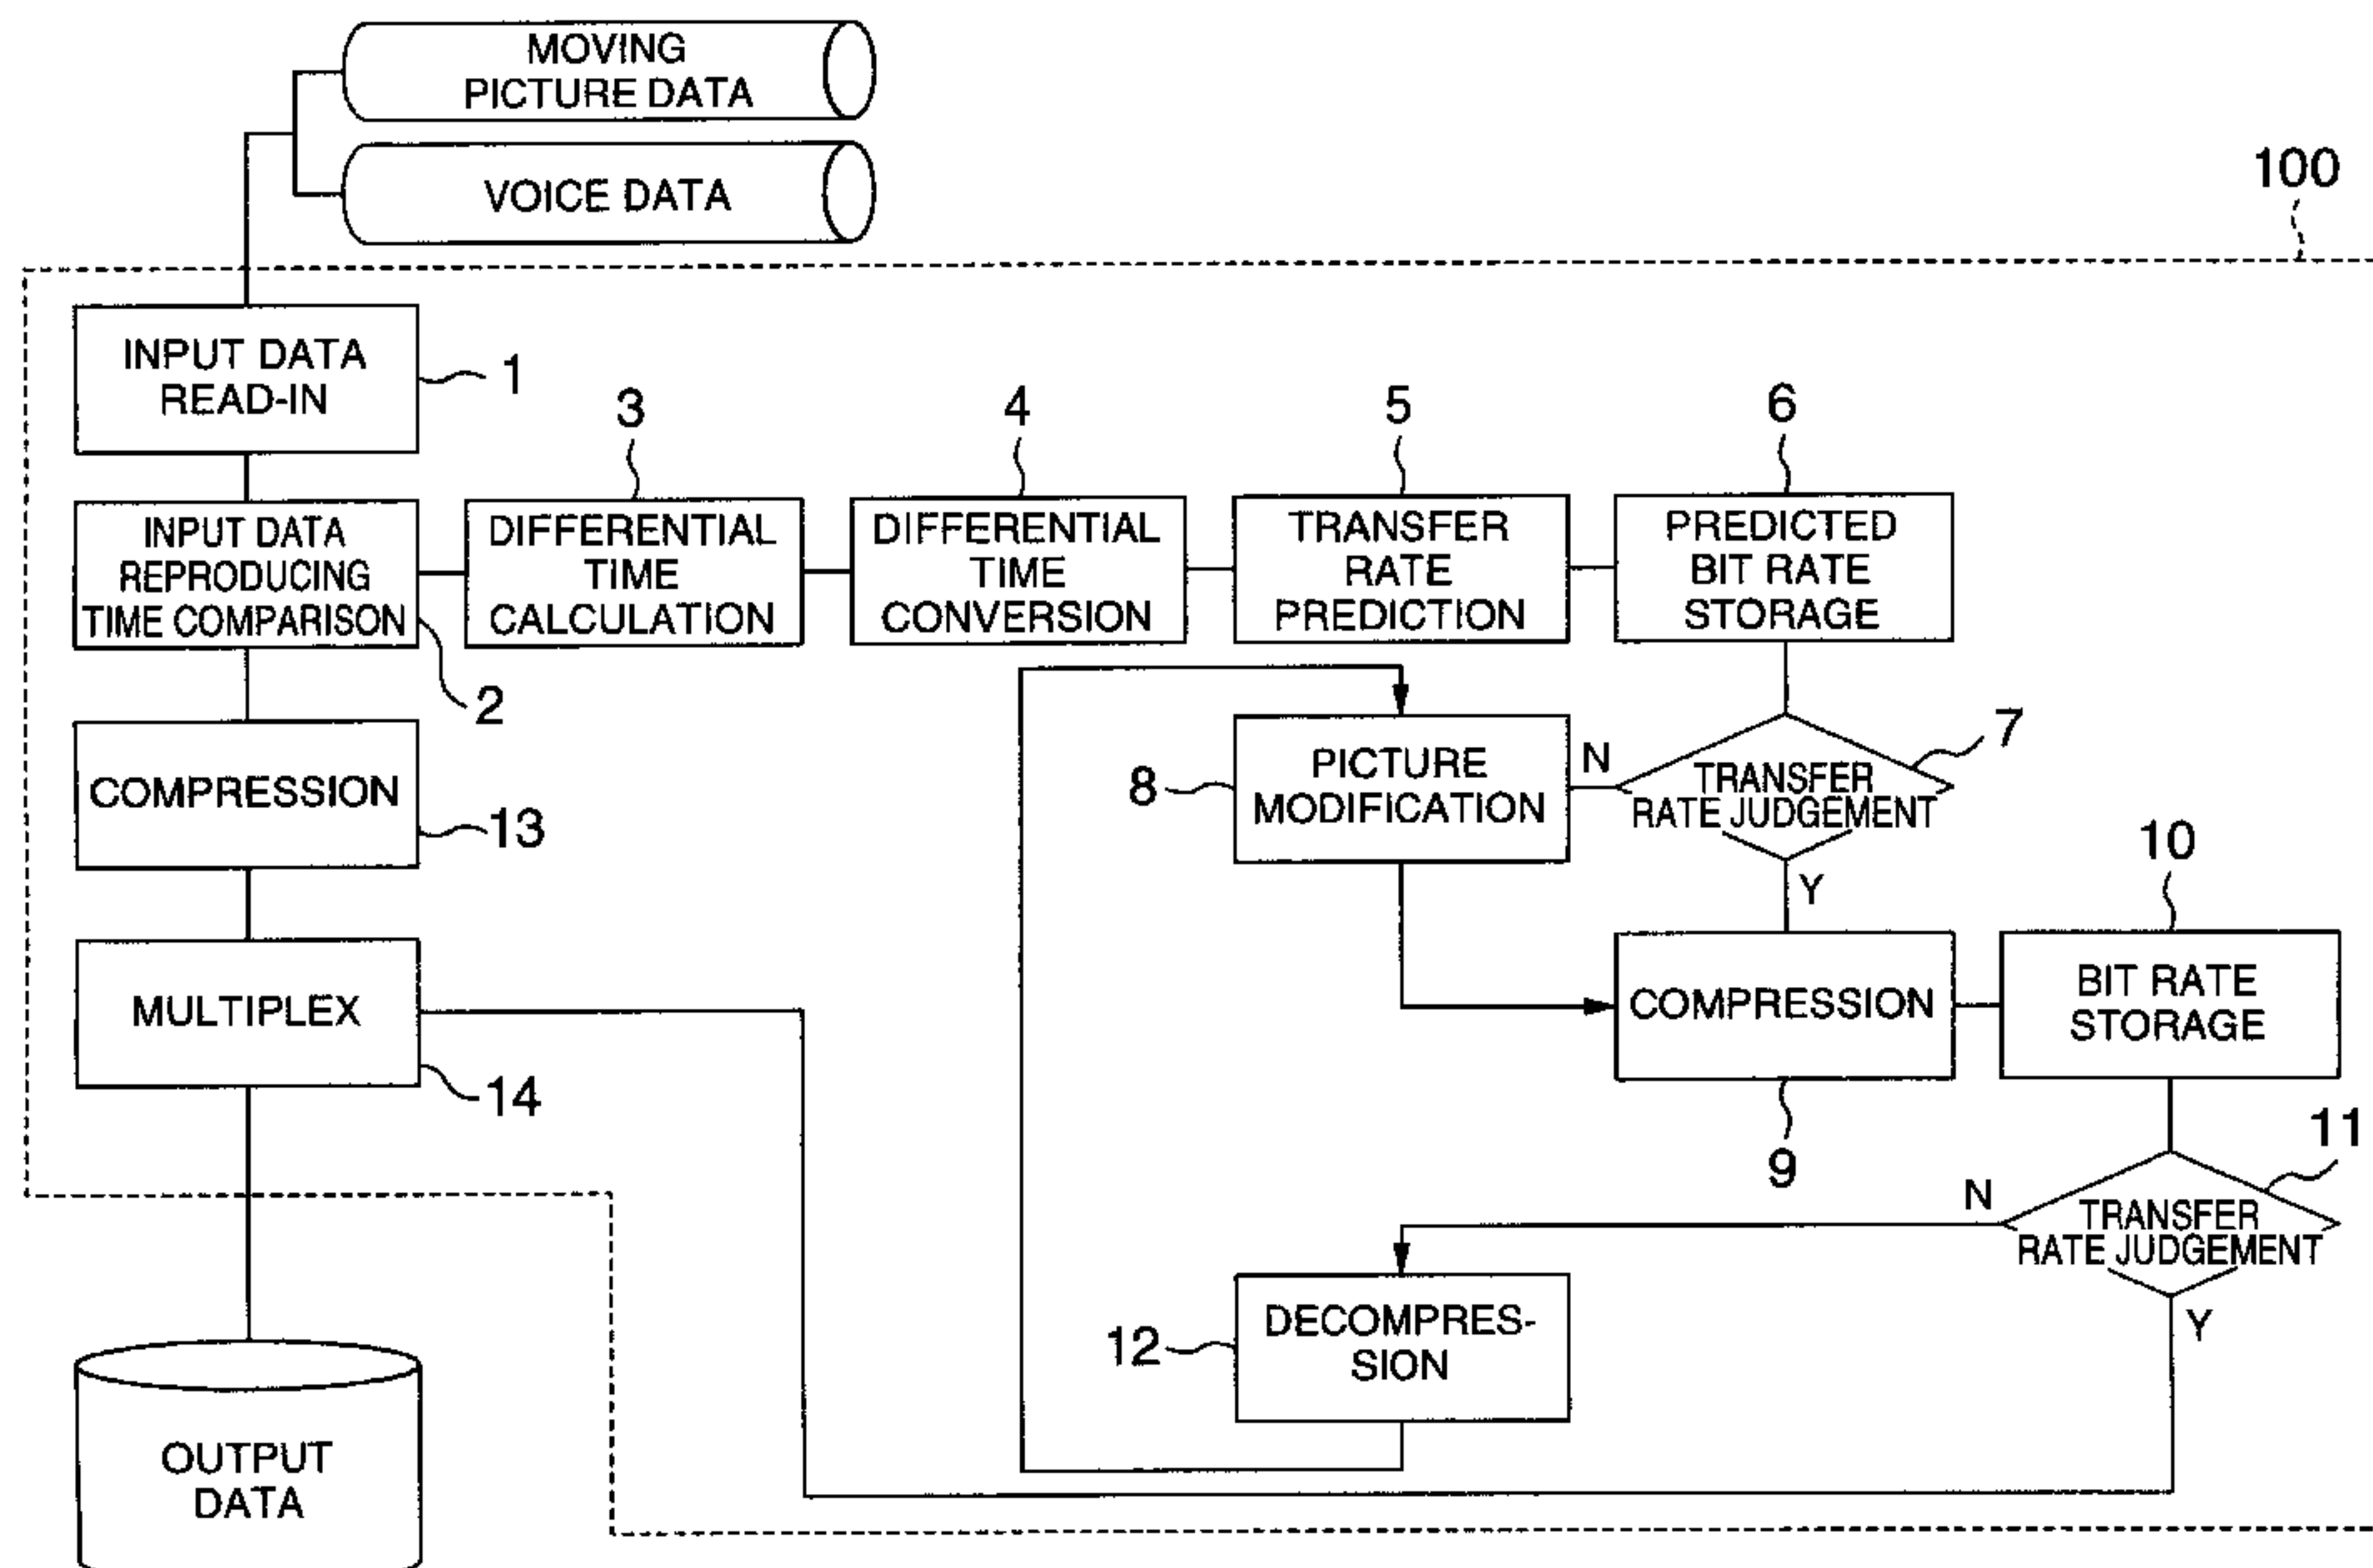 MOVING
PICTURE DATA
VOICE DATA
100
INPUT DATA
READ-IN
1
3
4
5
6
INPUT DATA
REPRODUCING
TIME COMPARISON
2
DIFFERENTIAL
TIME
CALCULATION
DIFFERENTIAL
TIME
CONVERSION
TRANSFER
RATE
PREDICTION
PREDICTED
BIT RATE
STORAGE
COMPRESSION
13
8
PICTURE
MODIFICATION
N
TRANSFER
RATE JUDGEMENT
7
Y
10
MULTIPLEX
14
COMPRESSION
9
BIT RATE
STORAGE
11
N
TRANSFER
RATE JUDGEMENT
Y
12
DECOMPRES-
SION
OUTPUT
DATA